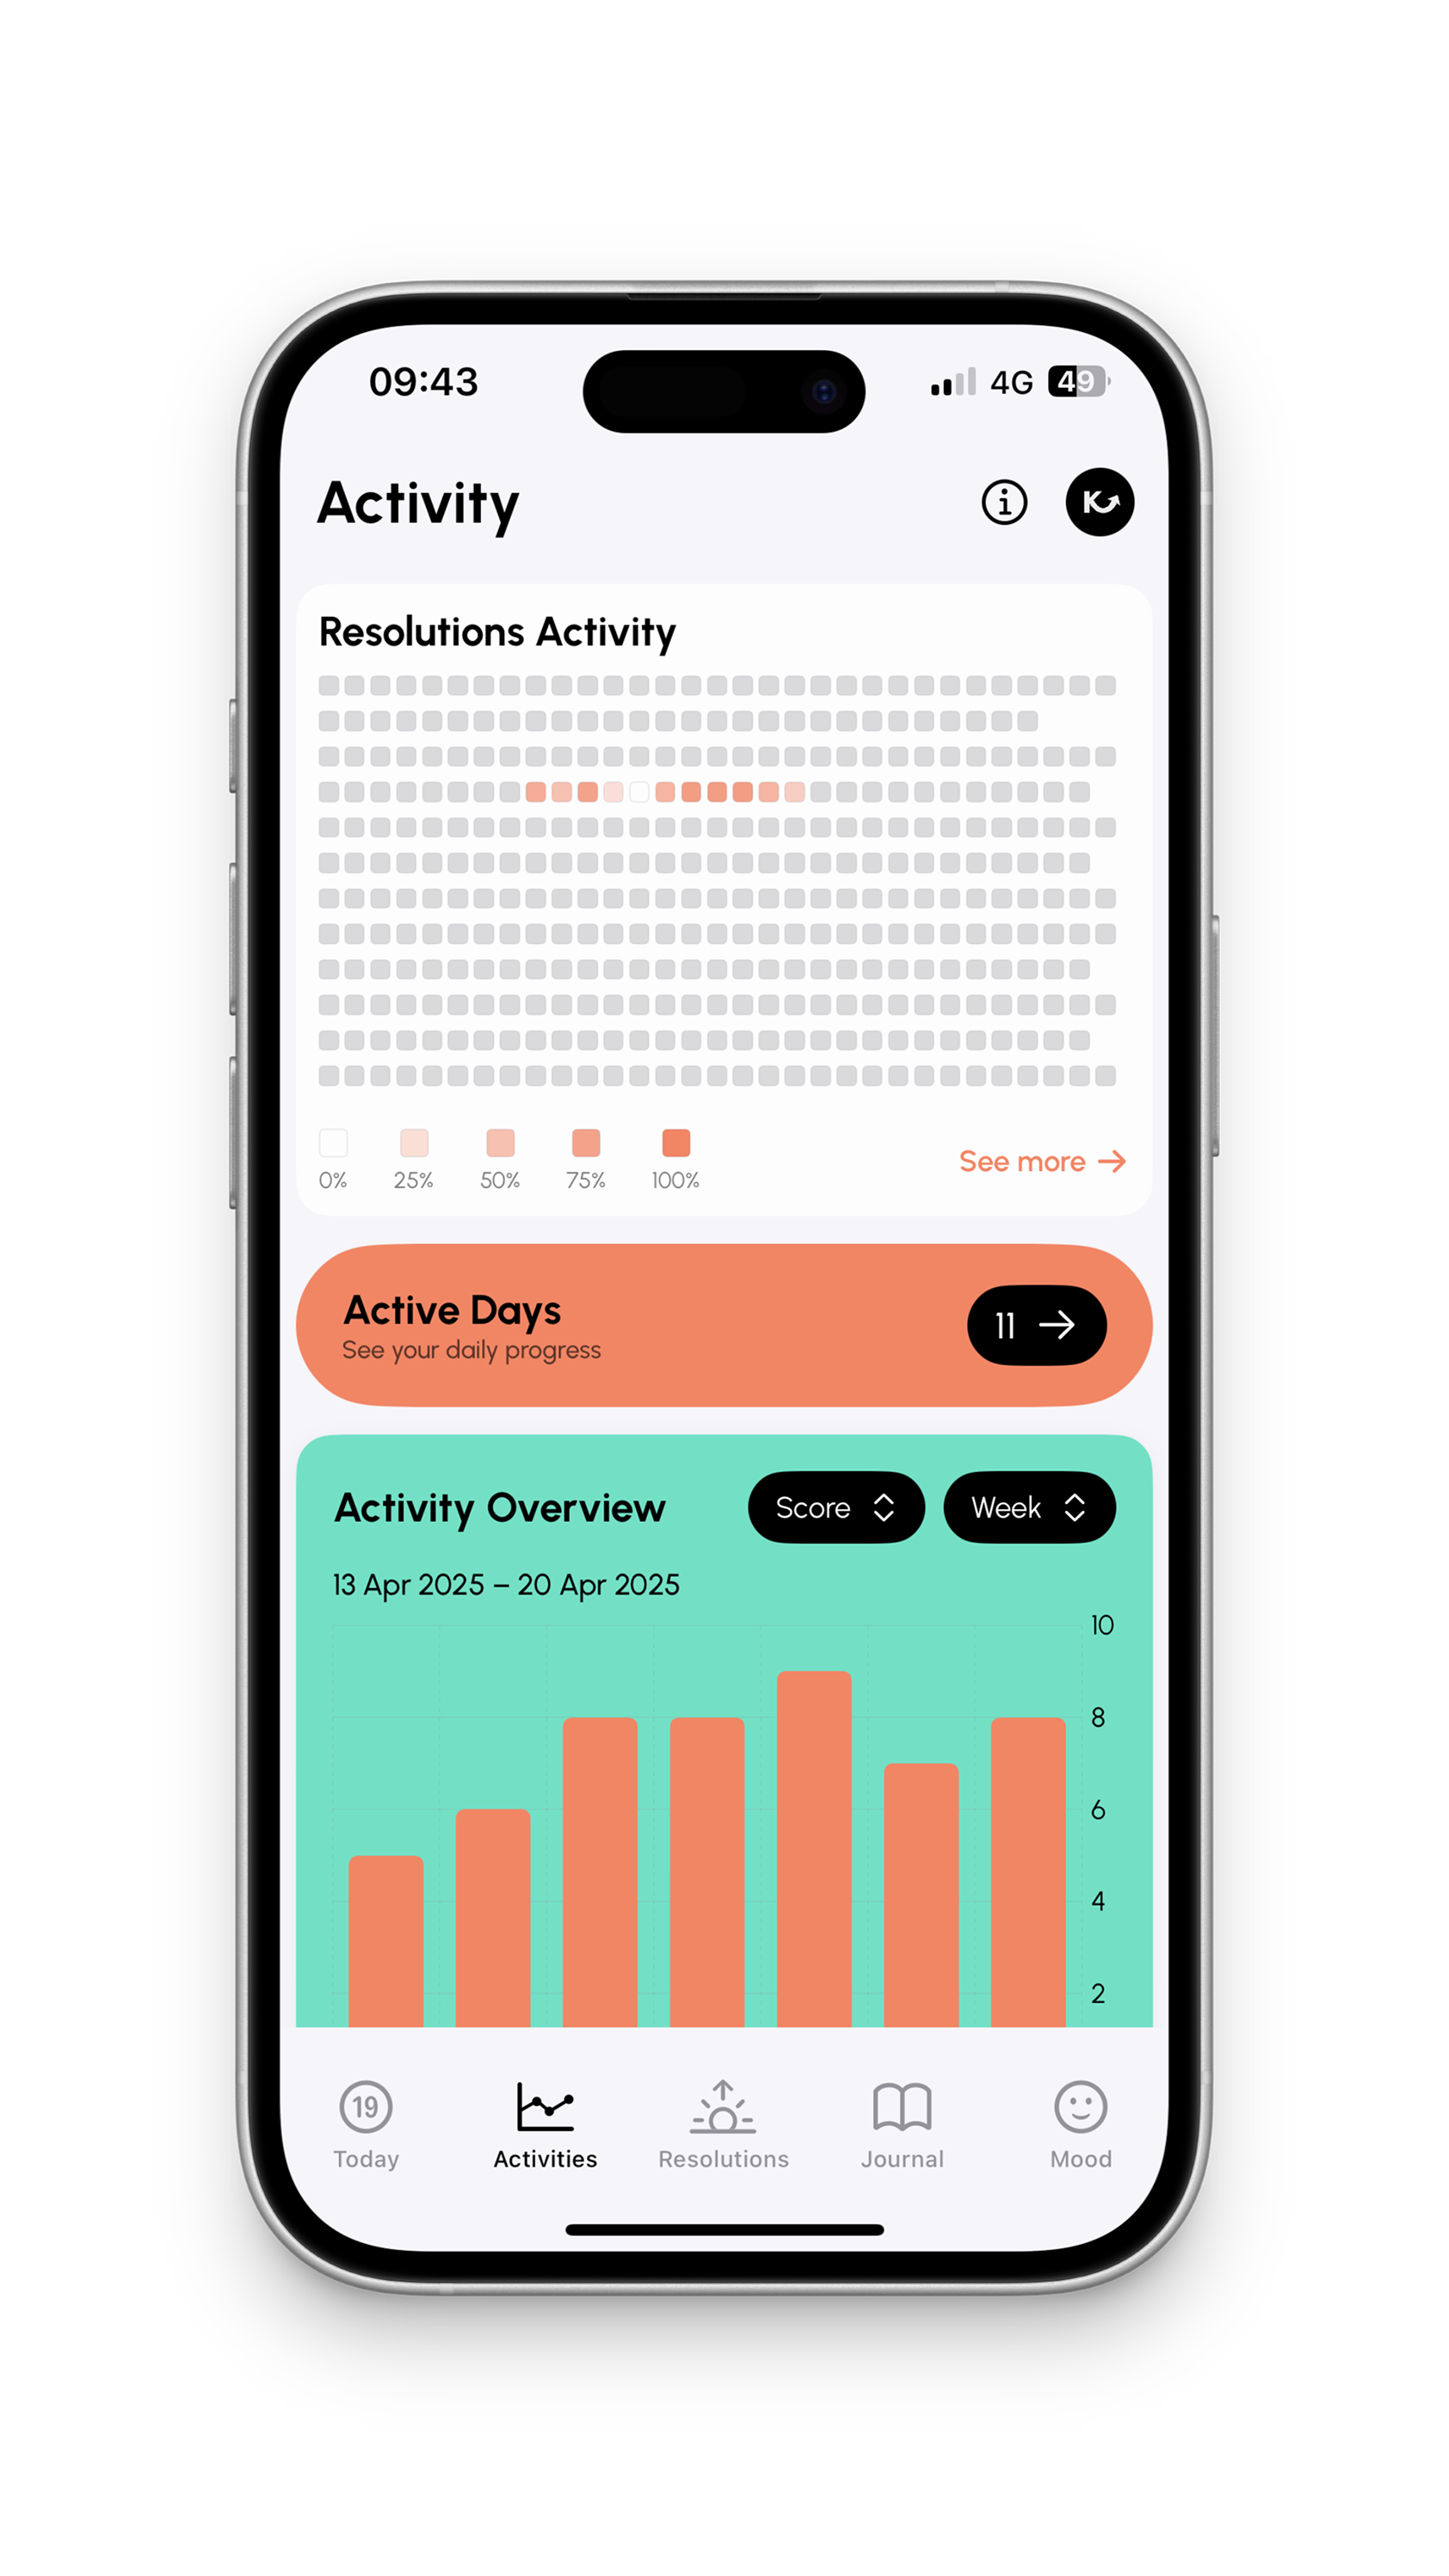 09:43
4G 49
Activity
K
Resolutions Activity
0% 25% 50% 75% 100%
See more
Active Days
See your daily progress
11
Activity Overview
Score
Week
13 Apr 2025 – 20 Apr 2025
10
8
6
4
2
19
Today Activities Resolutions Journal Mood